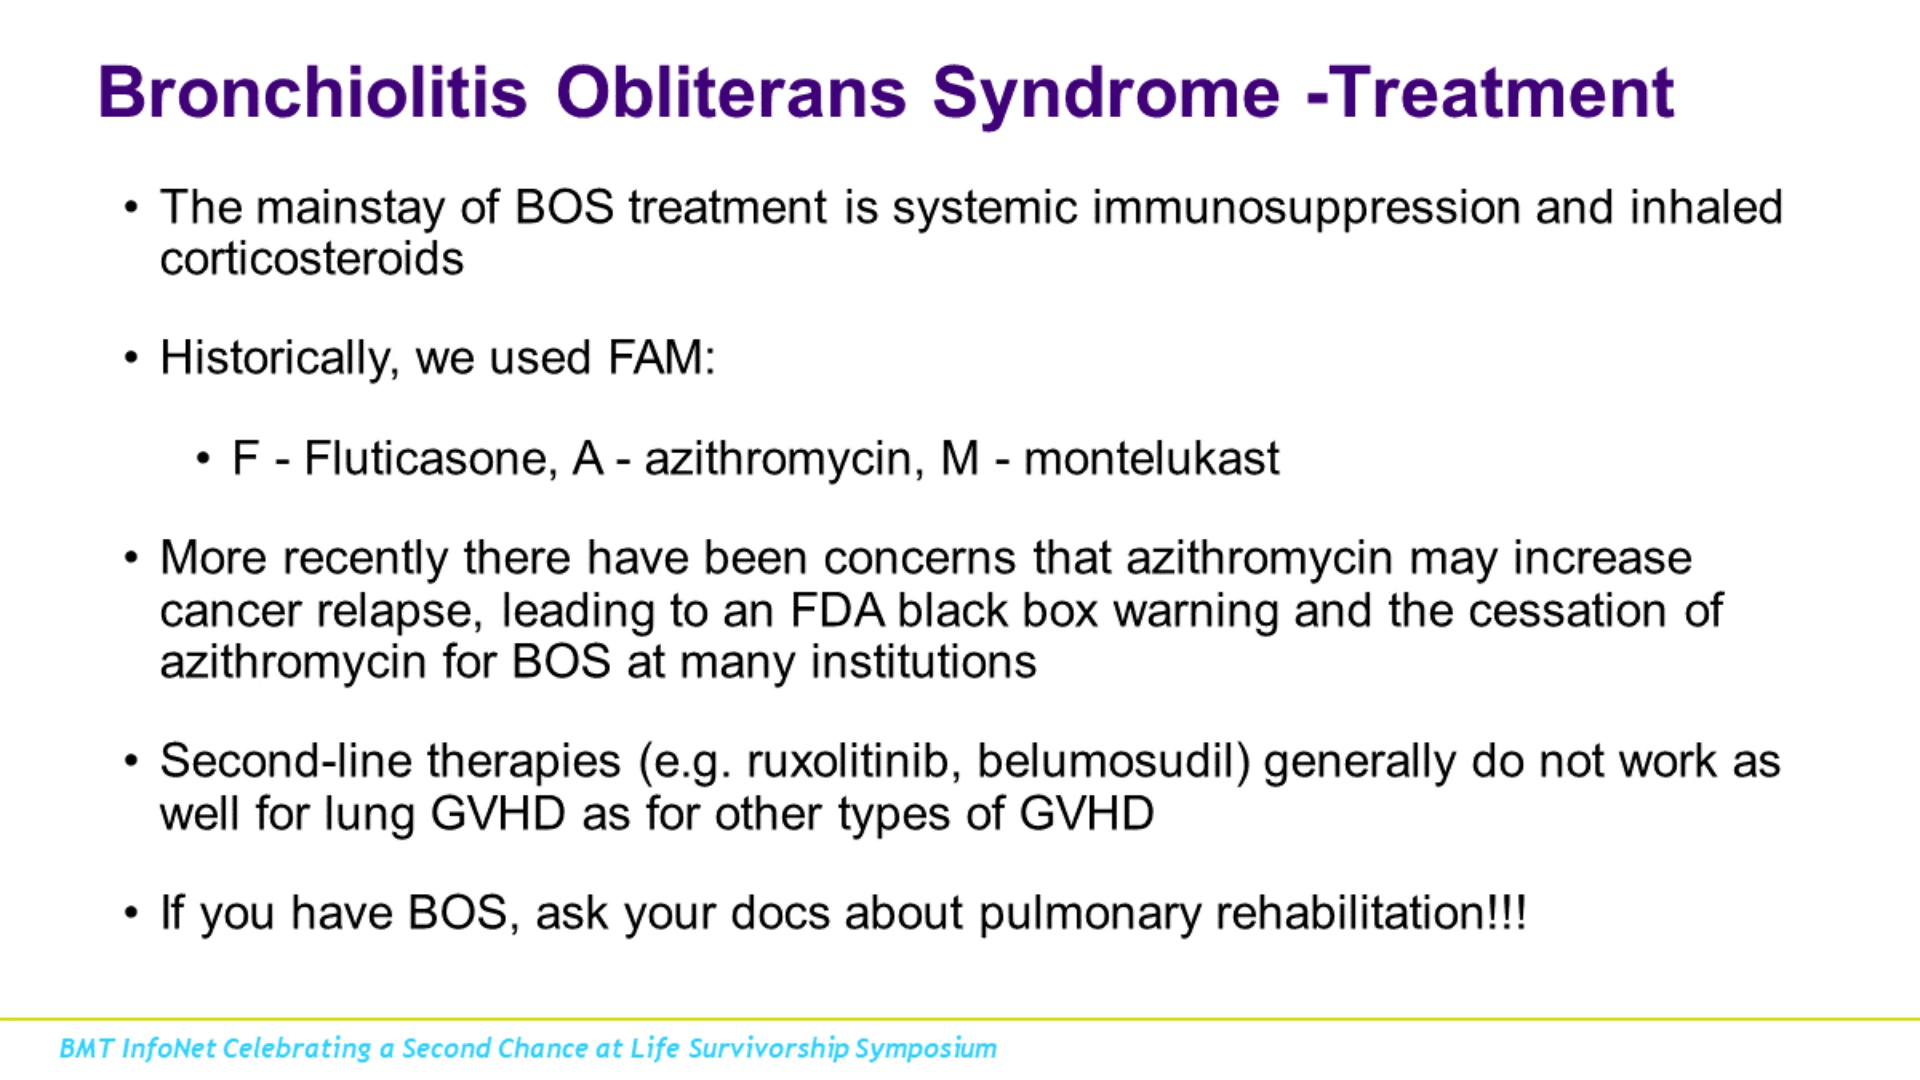 Bronchiolitis Obliterans Syndrome -Treatment
• The mainstay of BOS treatment is systemic immunosuppression and inhaled
corticosteroids
• Historically, we used FAM:
• F - Fluticasone, A - azithromycin, M - montelukast
• More recently there have been concerns that azithromycin may increase
cancer relapse, leading to an FDA black box warning and the cessation of
azithromycin for BOS at many institutions
• Second-line therapies (e.g. ruxolitinib, belumosudil) generally do not work as
well for lung GVHD as for other types of GVHD
• If you have BOS, ask your docs about pulmonary rehabilitation!!!
BMT InfoNet Celebrating a Second Chance at Life Survivorship Symposium